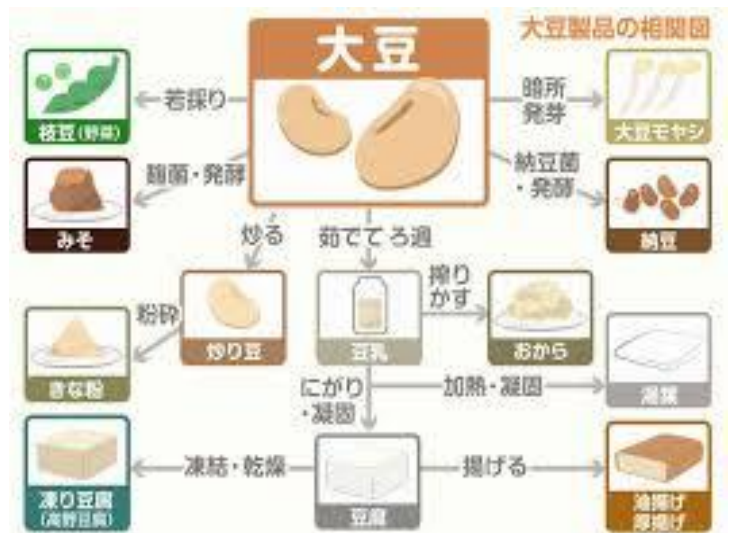 大豆製品の相関図
大豆
若採り
枝豆(野菜)
暗所
発芽
大豆モヤシ
麹菌・発酵
みそ
納豆菌
・発酵
納豆
炒る
茹でてろ過
炒り豆
粉砕
きな粉
豆乳
搾り
かす
おから
にがり
・凝固
加熱・凝固
湯葉
豆腐
凍結・乾燥
凍り豆腐
(高野豆腐)
揚げる
油揚げ
厚揚げ